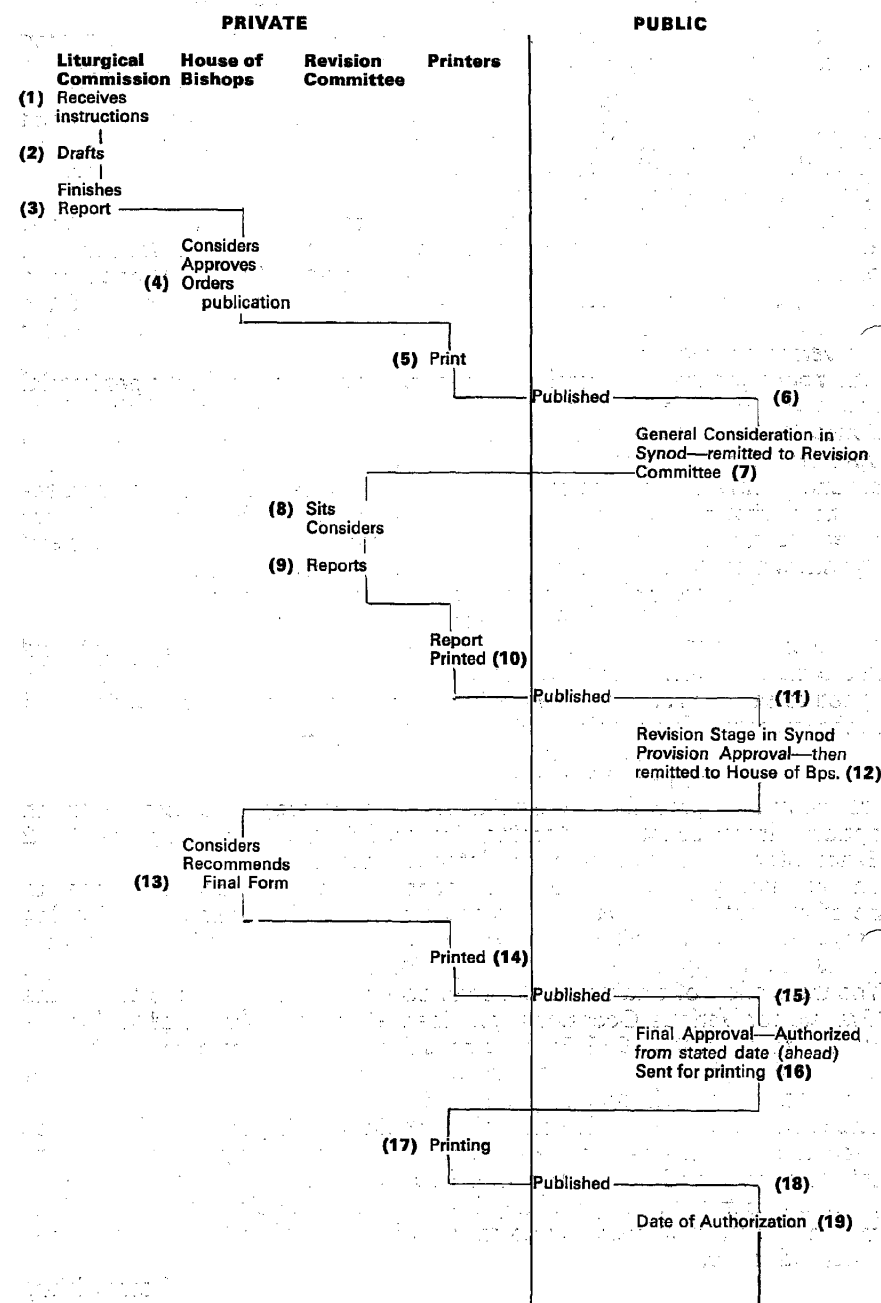 PRIVATE PUBLIC
Liturgical House of Revision Printers
Commission Bishops Committee
(1) Receives
instructions
(2) Drafts
Finishes
(3) Report
Considers
Approves
(4) Orders
publication
(5) Print
Published (6)
General Consideration in
Synod—remitted to Revision
Committee (7)
(8) Sits
Considers
(9) Reports
Report
Printed (10)
Published (11)
Revision Stage in Synod
Provision Approval—then
remitted to House of Bps. (12)
Considers
Recommends
(13) Final Form
Printed (14)
Published (15)
Final Approval—Authorized
from stated date (ahead)
Sent for printing (16)
(17) Printing
Published (18)
Date of Authorization (19)